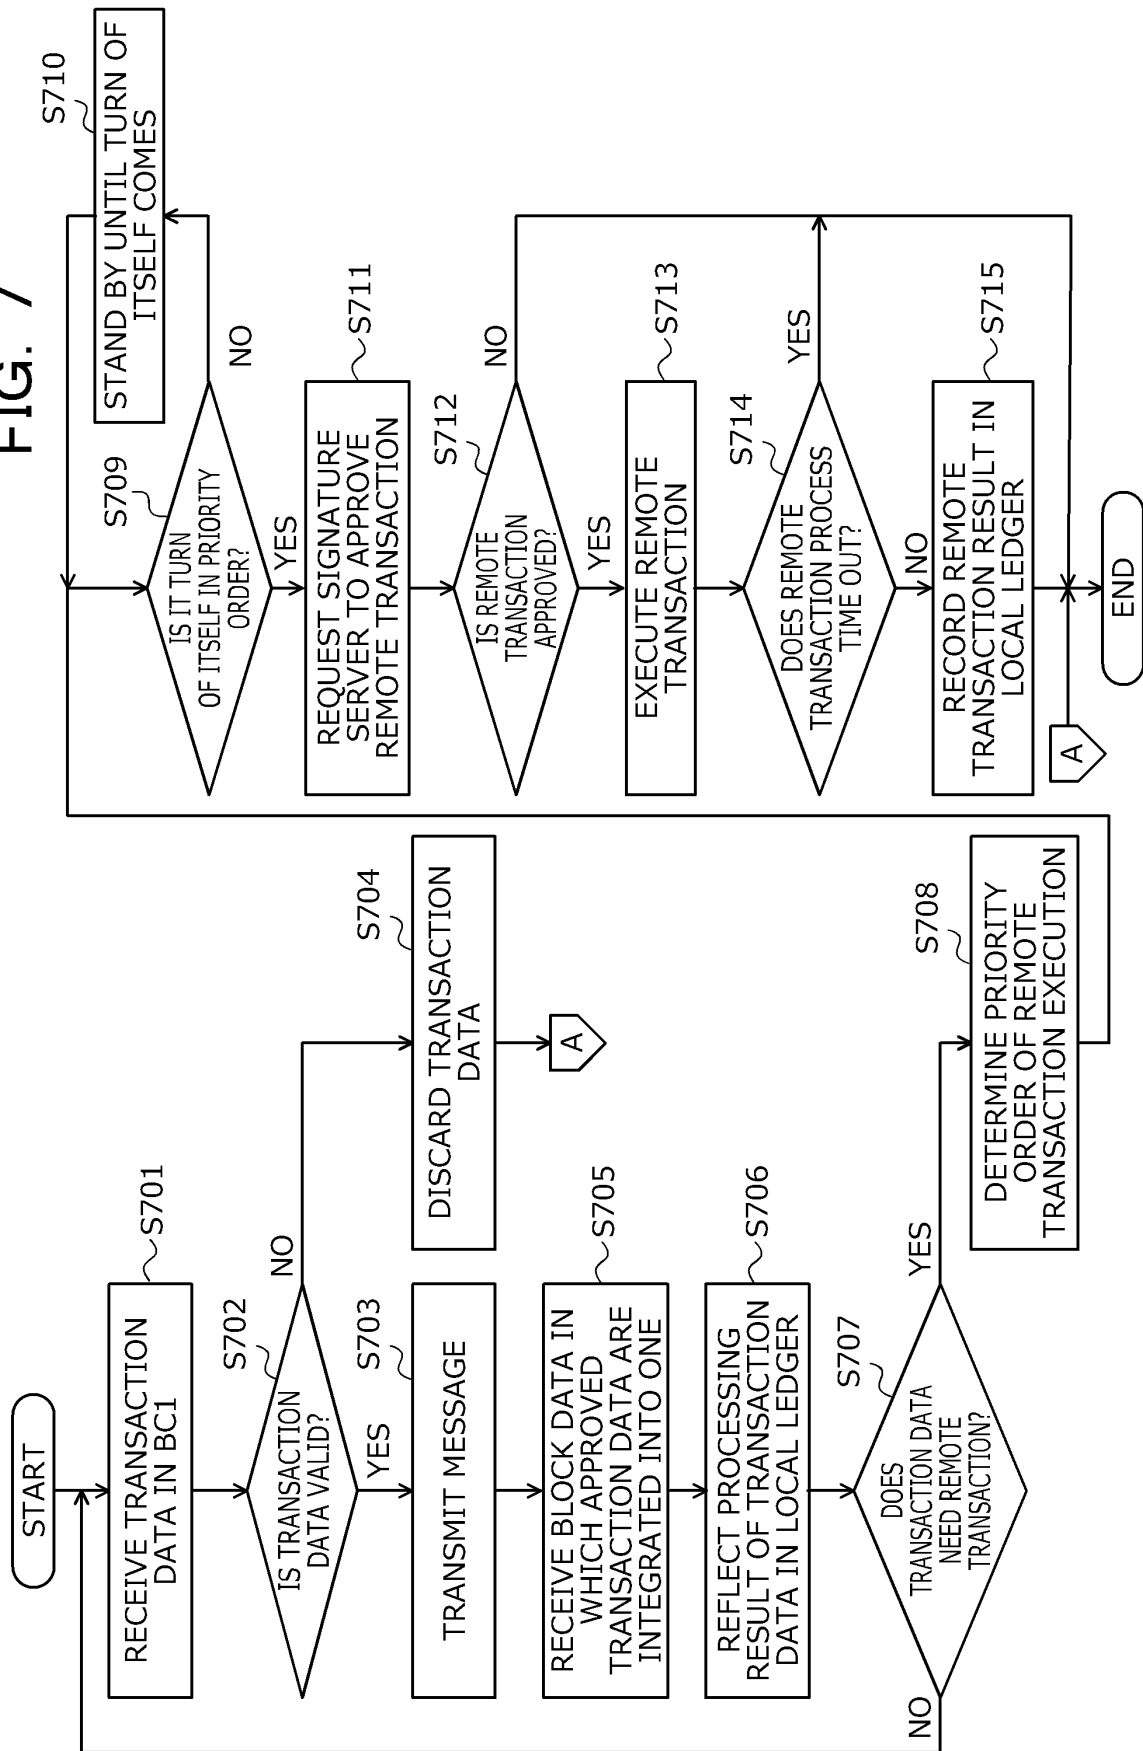 FIG. 7
START
RECEIVE TRANSACTION
DATA IN BC1
S701
IS TRANSACTION
DATA VALID?
S702
NO
YES
TRANSMIT MESSAGE
S703
DISCARD TRANSACTION
DATA
S704
A
RECEIVE BLOCK DATA IN
WHICH APPROVED
TRANSACTION DATA ARE
INTEGRATED INTO ONE
S705
REFLECT PROCESSING
RESULT OF TRANSACTION
DATA IN LOCAL LEDGER
S706
DOES
TRANSACTION DATA
NEED REMOTE
TRANSACTION?
S707
NO
YES
DETERMINE PRIORITY
ORDER OF REMOTE
TRANSACTION EXECUTION
S708
IS IT TURN
OF ITSELF IN PRIORITY
ORDER?
S709
NO
YES
STAND BY UNTIL TURN OF
ITSELF COMES
S710
REQUEST SIGNATURE
SERVER TO APPROVE
REMOTE TRANSACTION
S711
IS REMOTE
TRANSACTION
APPROVED?
S712
NO
YES
EXECUTE REMOTE
TRANSACTION
S713
DOES REMOTE
TRANSACTION PROCESS
TIME OUT?
S714
YES
NO
RECORD REMOTE
TRANSACTION RESULT IN
LOCAL LEDGER
S715
A
END